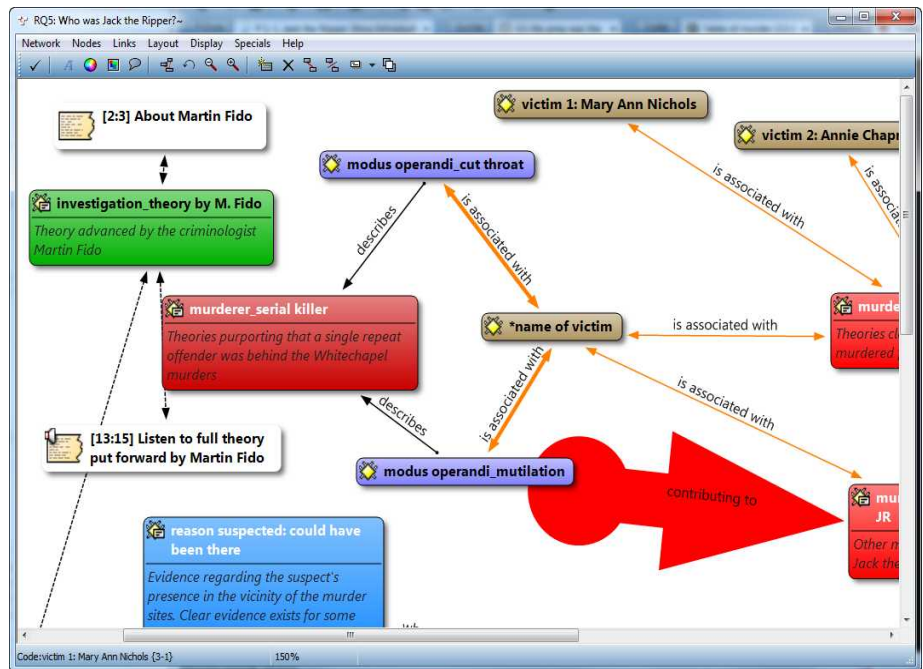 RQ5: Who was Jack the Ripper?~
Network Nodes Links Layout Display Specials Help
[2:3] About Martin Fido
victim 1: Mary Ann Nichols
victim 2: Annie Chapr
modus operandi_cut throat
is associated with
is associated with
investigation_theory by M. Fido
Theory advanced by the criminologist
Martin Fido
describes
is associated with
murderer_serial killer
Theories purporting that a single repeat
offender was behind the Whitechapel
murders
*name of victim
is associated with
murde
Theories cl
murdered
is associated with
describes
is associated with
[13:15] Listen to full theory
put forward by Martin Fido
modus operandi_mutilation
contributing to
mur
JR
Other m
Jack the
reason suspected: could have
been there
Evidence regarding the suspect's
presence in the vicinity of the murder
sites. Clear evidence exists for some
Code:victim 1: Mary Ann Nichols {3-1} 150%